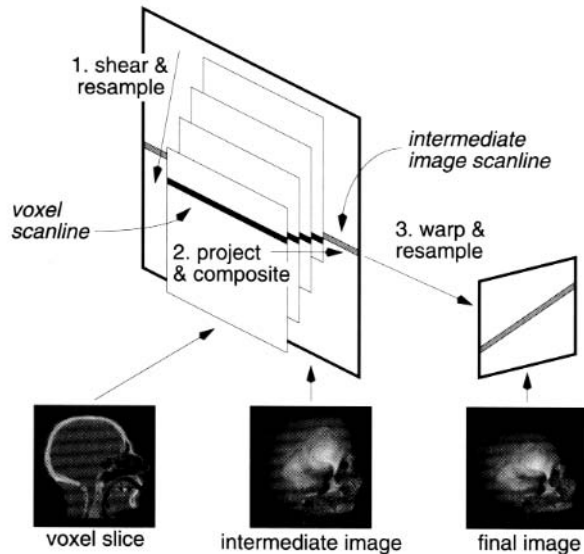 1. shear &
resample
intermediate
image scanline
voxel
scanline
2. project
& composite
3. warp &
resample
voxel slice
intermediate image
final image